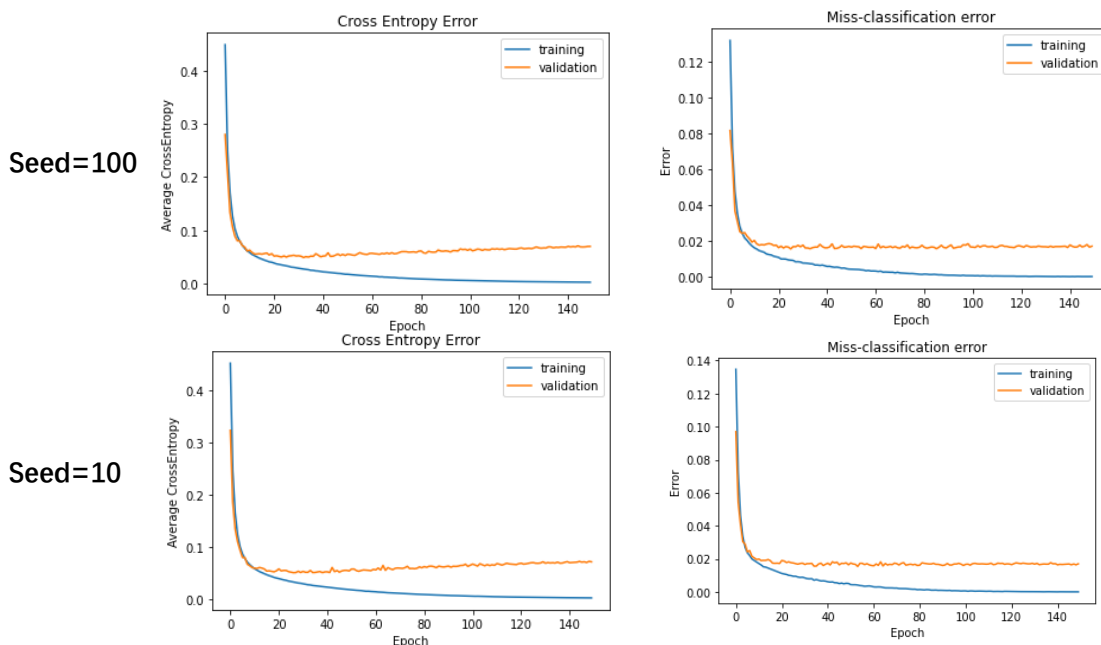 Seed=100
Cross Entropy Error
training
validation
Average CrossEntropy
0.4
0.3
0.2
0.1
0.0
0 20 40 60 80 100 120 140
Epoch
Miss-classification error
training
validation
Error
0.12
0.10
0.08
0.06
0.04
0.02
0.00
0 20 40 60 80 100 120 140
Epoch
Seed=10
Cross Entropy Error
training
validation
Average CrossEntropy
0.4
0.3
0.2
0.1
0.0
0 20 40 60 80 100 120 140
Epoch
Miss-classification error
training
validation
Error
0.14
0.12
0.10
0.08
0.06
0.04
0.02
0.00
0 20 40 60 80 100 120 140
Epoch